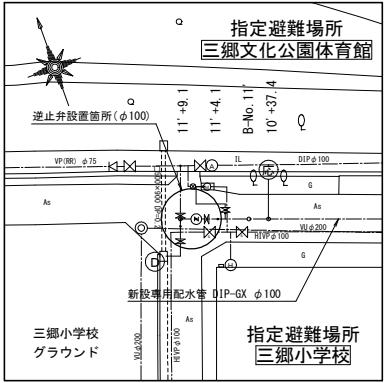 指定避難場所
三郷文化公園体育館
逆止弁設置箇所(φ100)
11'+9.1
11'+4.1
B-No.11'
10'+37.4
VP(RR) φ75
A
IL
DIPφ100
G
As
As
VUφ200
HIVPφ100
G
D
H
新設専用配水管 DIP-GX φ100
As
VUφ200
HIVPφ100
三郷小学校
グラウンド
指定避難場所
三郷小学校